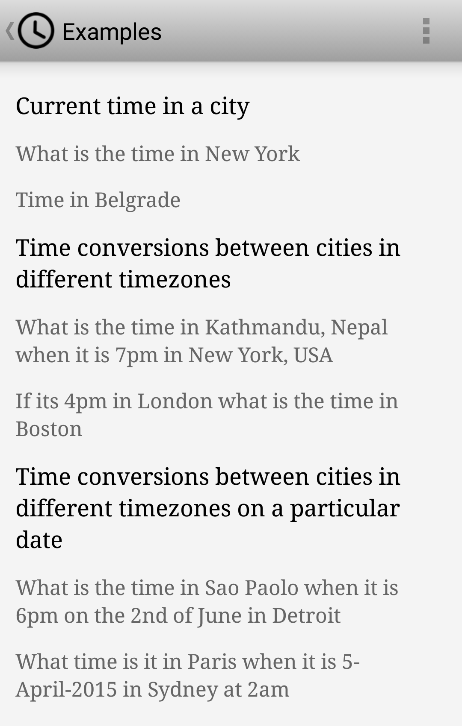 Examples
Current time in a city
What is the time in New York
Time in Belgrade
Time conversions between cities in
different timezones
What is the time in Kathmandu, Nepal
when it is 7pm in New York, USA
If its 4pm in London what is the time in
Boston
Time conversions between cities in
different timezones on a particular
date
What is the time in Sao Paolo when it is
6pm on the 2nd of June in Detroit
What time is it in Paris when it is 5-
April-2015 in Sydney at 2am